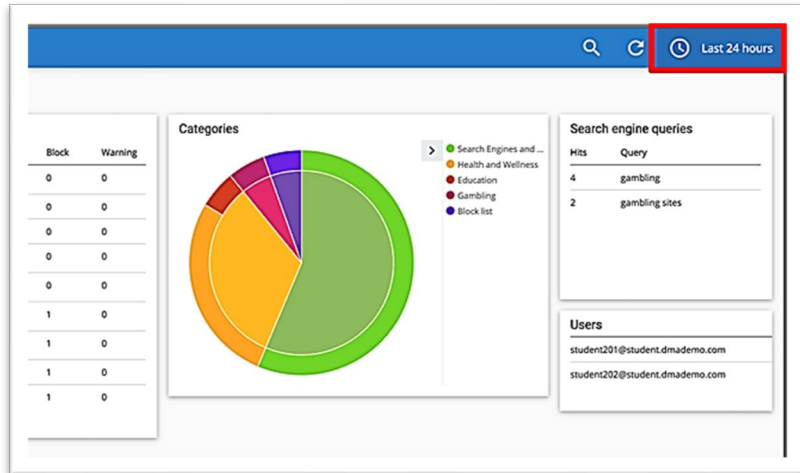 Last 24 hours
Block Warning
0 0
0 0
0 0
0 0
0 0
1 0
1 0
1 0
1 0
Categories
Search Engines and ...
Health and Wellness
Education
Gambling
Block list
Search engine queries
Hits Query
4 gambling
2 gambling sites
Users
student201@student.dmademo.com
student202@student.dmademo.com